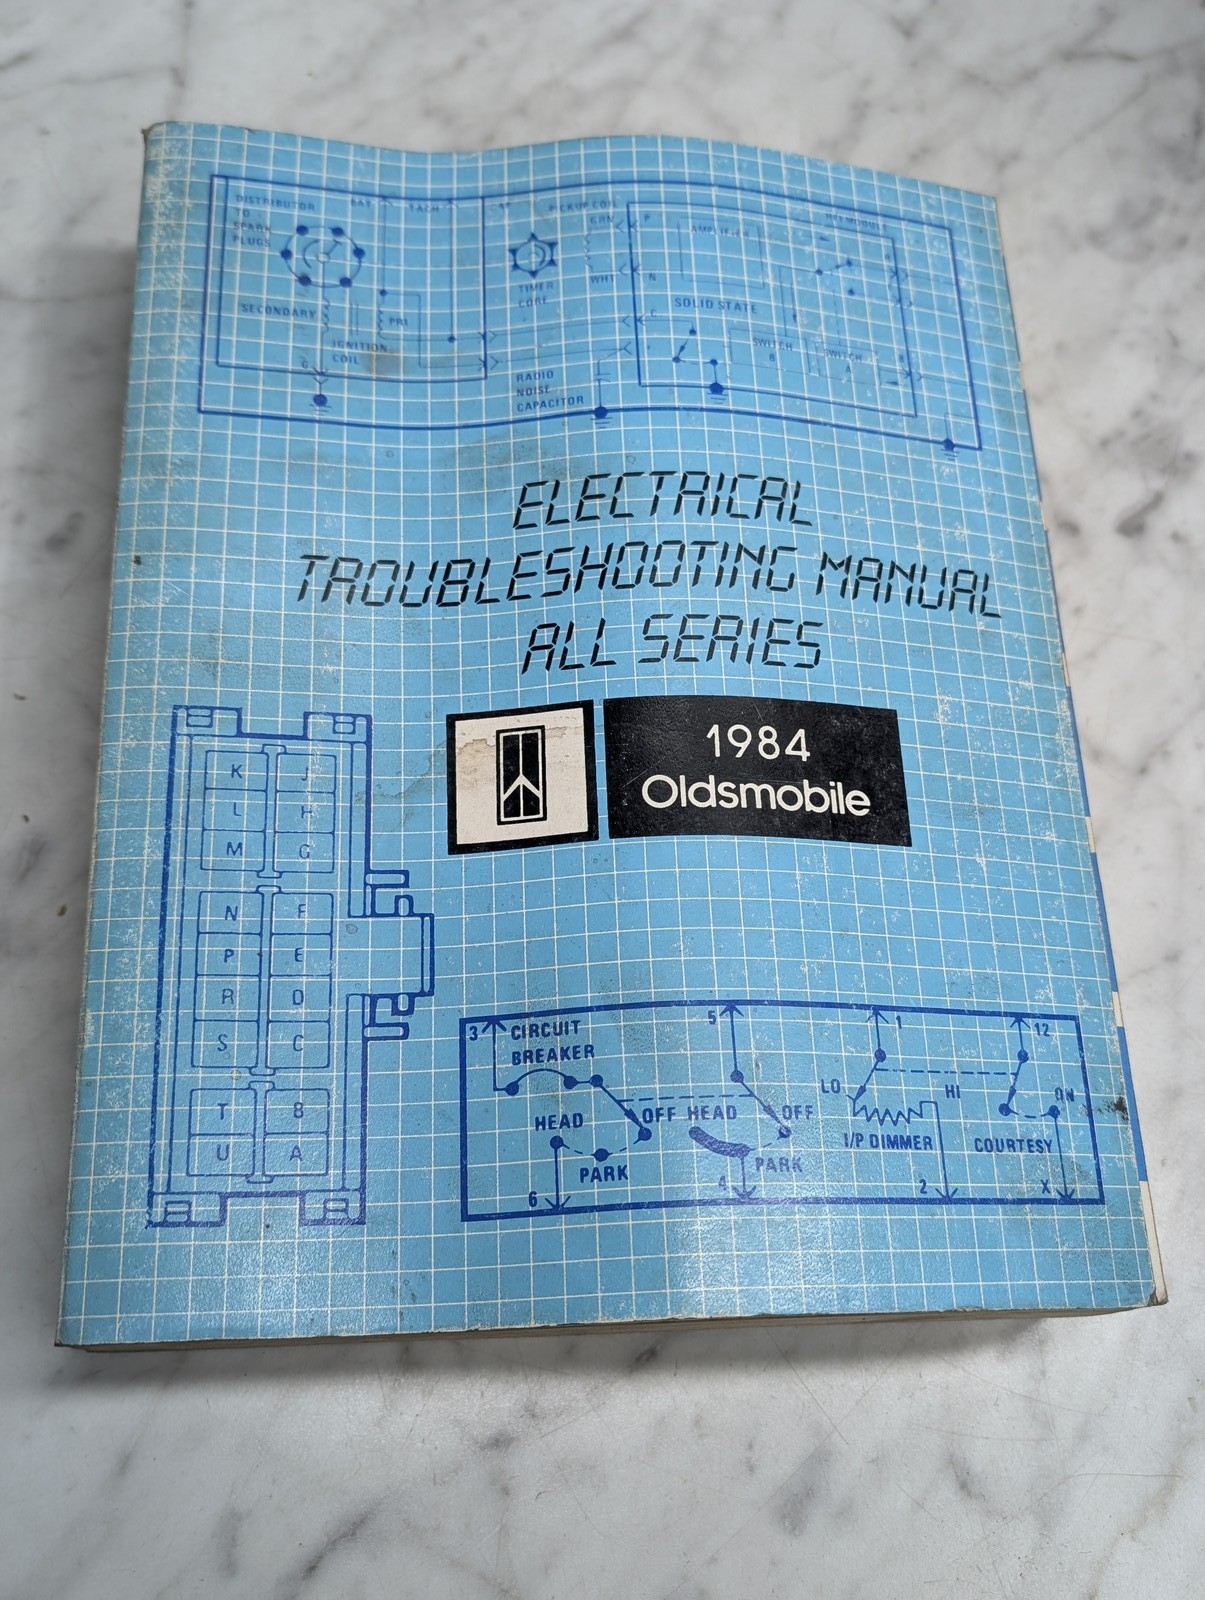 DISTRIBUTOR
TO
SPARK
PLUGS
BAT
TACH
PICKUP COIL
GRN
P
AMPLIFIER
N
WHT
TIMER
CORE
SOLID STATE
SECONDARY
PRI
IGNITION
COIL
G
SWITCH
B
SWITCH
A
RADIO
NOISE
CAPACITOR
ELECTRICAL
TROUBLESHOOTING MANUAL
ALL SERIES
1984
Oldsmobile
K J
L H
M G
N F
P E
R D
S C
T B
U A
3 CIRCUIT
BREAKER
5
1
12
LO
HI
ON
HEAD
OFF HEAD
OFF
PARK
PARK
I/P DIMMER
COURTESY
6
4
2
X